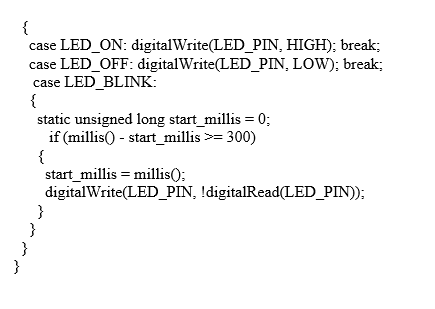 {
case LED_ON: digitalWrite(LED_PIN, HIGH); break;
case LED_OFF: digitalWrite(LED_PIN, LOW); break;
case LED_BLINK:
{
static unsigned long start_millis = 0;
if (millis() - start_millis >= 300)
{
start_millis = millis();
digitalWrite(LED_PIN, !digitalRead(LED_PIN));
}
}
}
}